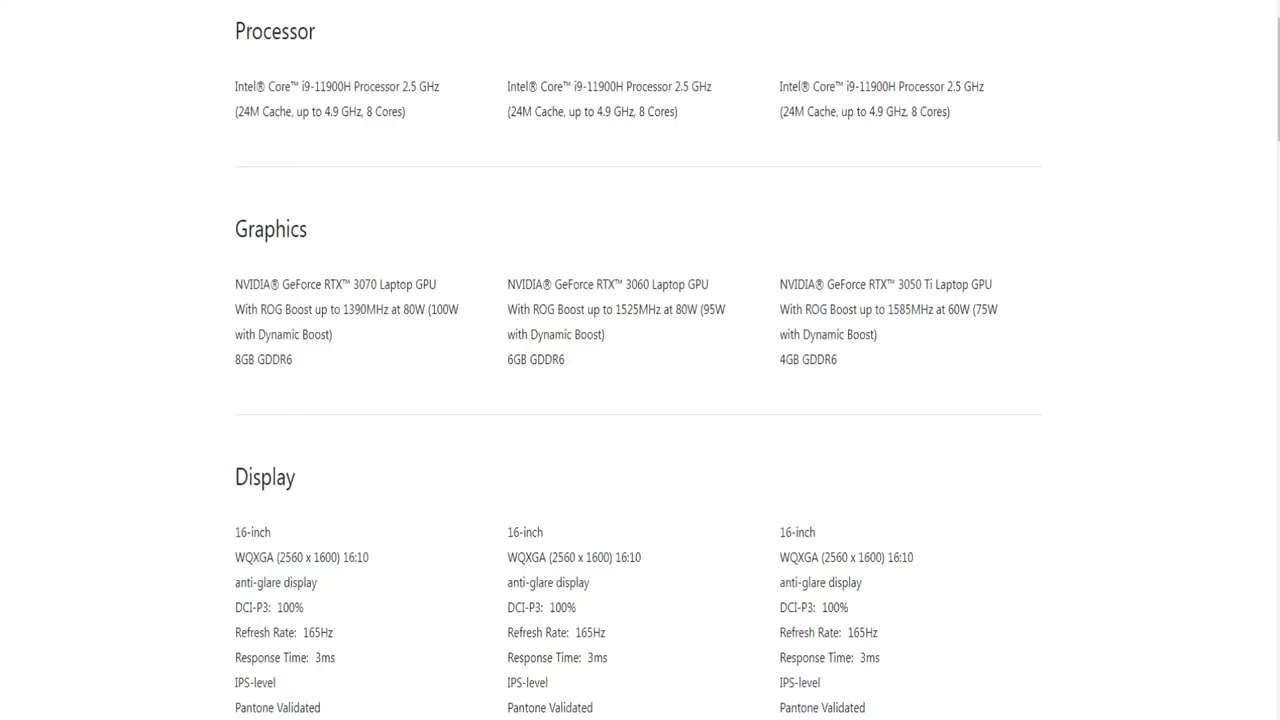 Processor
Intel® Core™ i9-11900H Processor 2.5 GHz
(24M Cache, up to 4.9 GHz, 8 Cores)
Intel® Core™ i9-11900H Processor 2.5 GHz
(24M Cache, up to 4.9 GHz, 8 Cores)
Intel® Core™ i9-11900H Processor 2.5 GHz
(24M Cache, up to 4.9 GHz, 8 Cores)
Graphics
NVIDIA® GeForce RTX™ 3070 Laptop GPU
With ROG Boost up to 1390MHz at 80W (100W
with Dynamic Boost)
8GB GDDR6
NVIDIA® GeForce RTX™ 3060 Laptop GPU
With ROG Boost up to 1525MHz at 80W (95W
with Dynamic Boost)
6GB GDDR6
NVIDIA® GeForce RTX™ 3050 Ti Laptop GPU
With ROG Boost up to 1585MHz at 60W (75W
with Dynamic Boost)
4GB GDDR6
Display
16-inch
WQXGA (2560 x 1600) 16:10
anti-glare display
DCI-P3: 100%
Refresh Rate: 165Hz
Response Time: 3ms
IPS-level
Pantone Validated
16-inch
WQXGA (2560 x 1600) 16:10
anti-glare display
DCI-P3: 100%
Refresh Rate: 165Hz
Response Time: 3ms
IPS-level
Pantone Validated
16-inch
WQXGA (2560 x 1600) 16:10
anti-glare display
DCI-P3: 100%
Refresh Rate: 165Hz
Response Time: 3ms
IPS-level
Pantone Validated